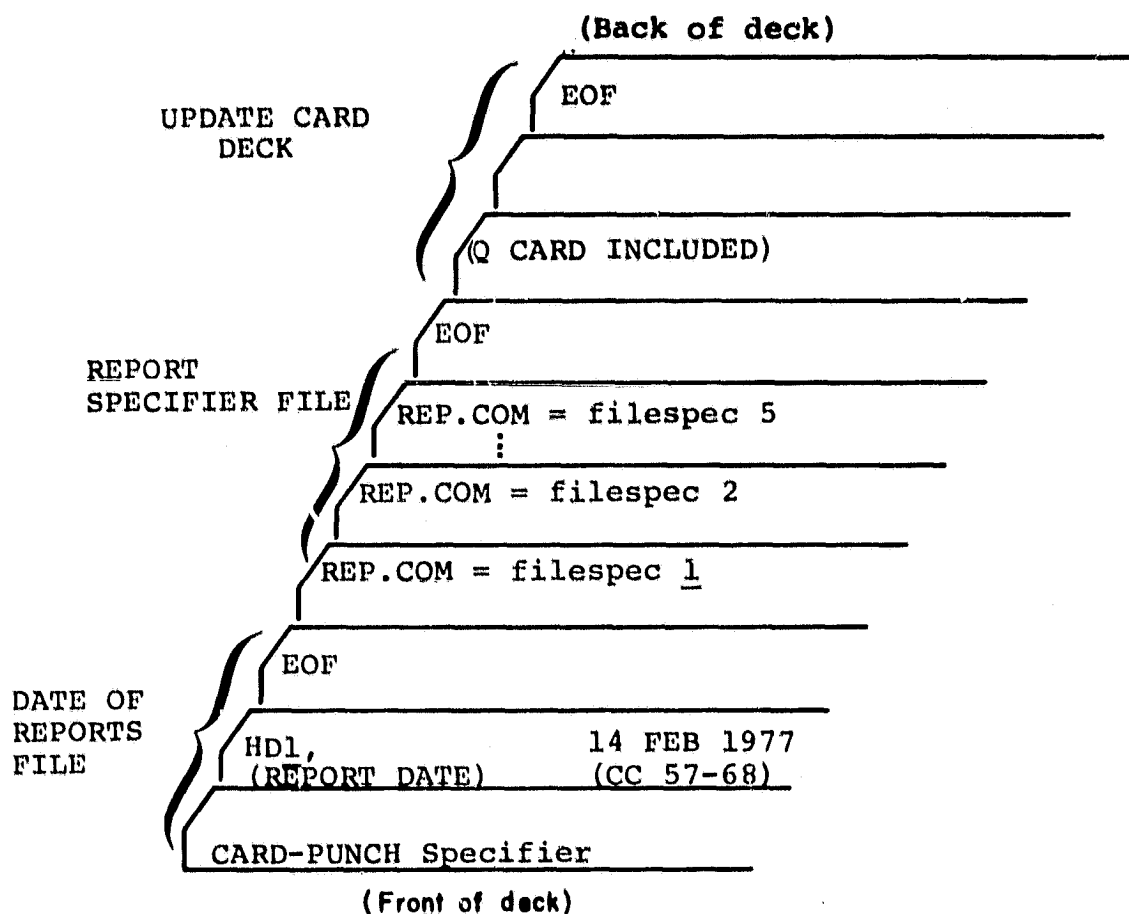 (Back of deck)
EOF
UPDATE CARD
DECK
(Q CARD INCLUDED)
EOF
REPORT
SPECIFIER FILE
REP.COM = filespec 5
⋮
REP.COM = filespec 2
REP.COM = filespec 1
EOF
DATE OF
REPORTS
FILE
HD1, 14 FEB 1977
(REPORT DATE) (CC 57-68)
CARD-PUNCH Specifier
(Front of deck)